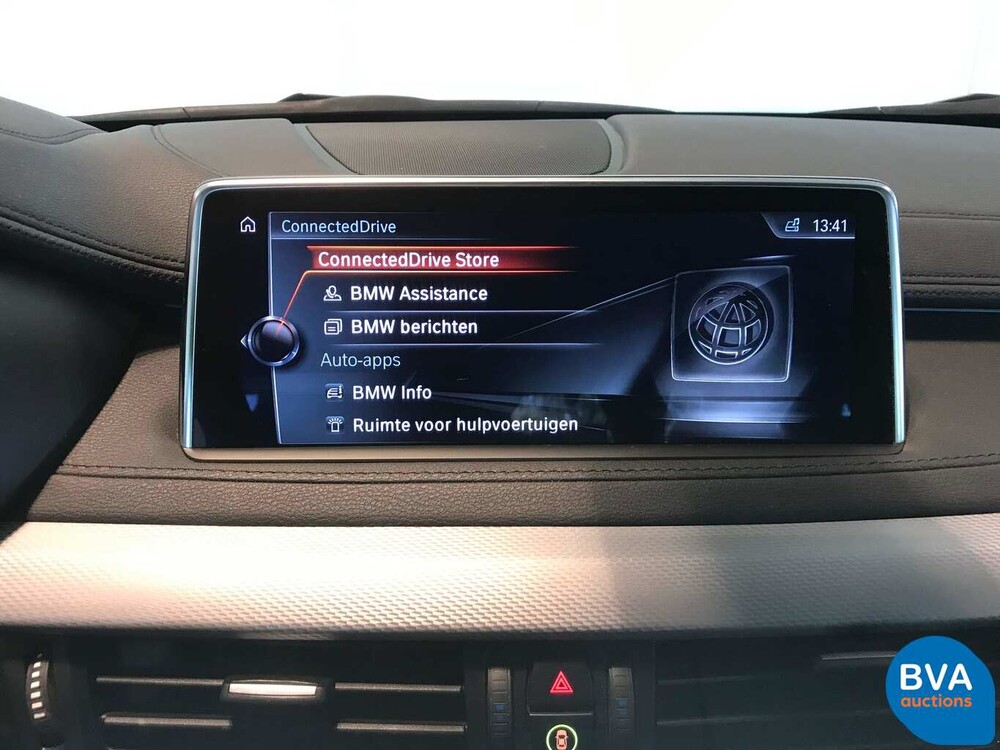 ConnectedDrive
13:41
ConnectedDrive Store
BMW Assistance
BMW berichten
Auto-apps
BMW Info
Ruimte voor hulpvoertuigen
BVA
auctions